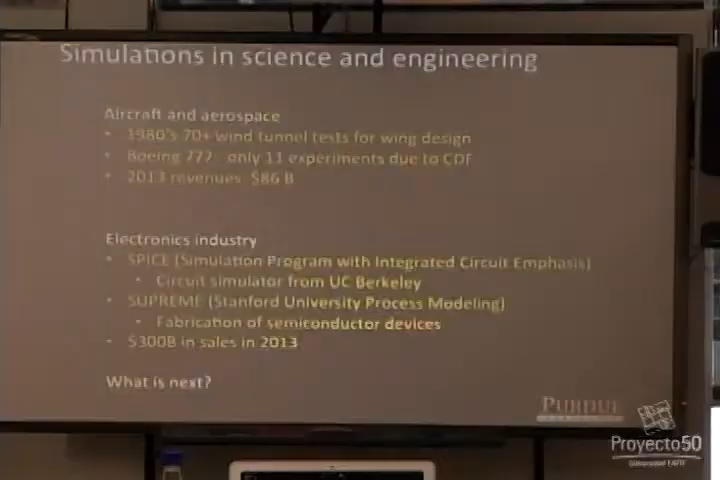 Simulations in science and engineering
Aircraft and aerospace
• 1980's 70+ wind tunnel tests for wing design
• Boeing 777 only 11 experiments due to CDF
• 2013 revenues $86 B
Electronics industry
• SPICE (Simulation Program with Integrated Circuit Emphasis)
• Circuit simulator from UC Berkeley
• SUPREME (Stanford University Process Modeling)
• Fabrication of semiconductor devices
• $300B in sales in 2013
What is next?
PURDUE
Proyecto50
Universidad EAFIT